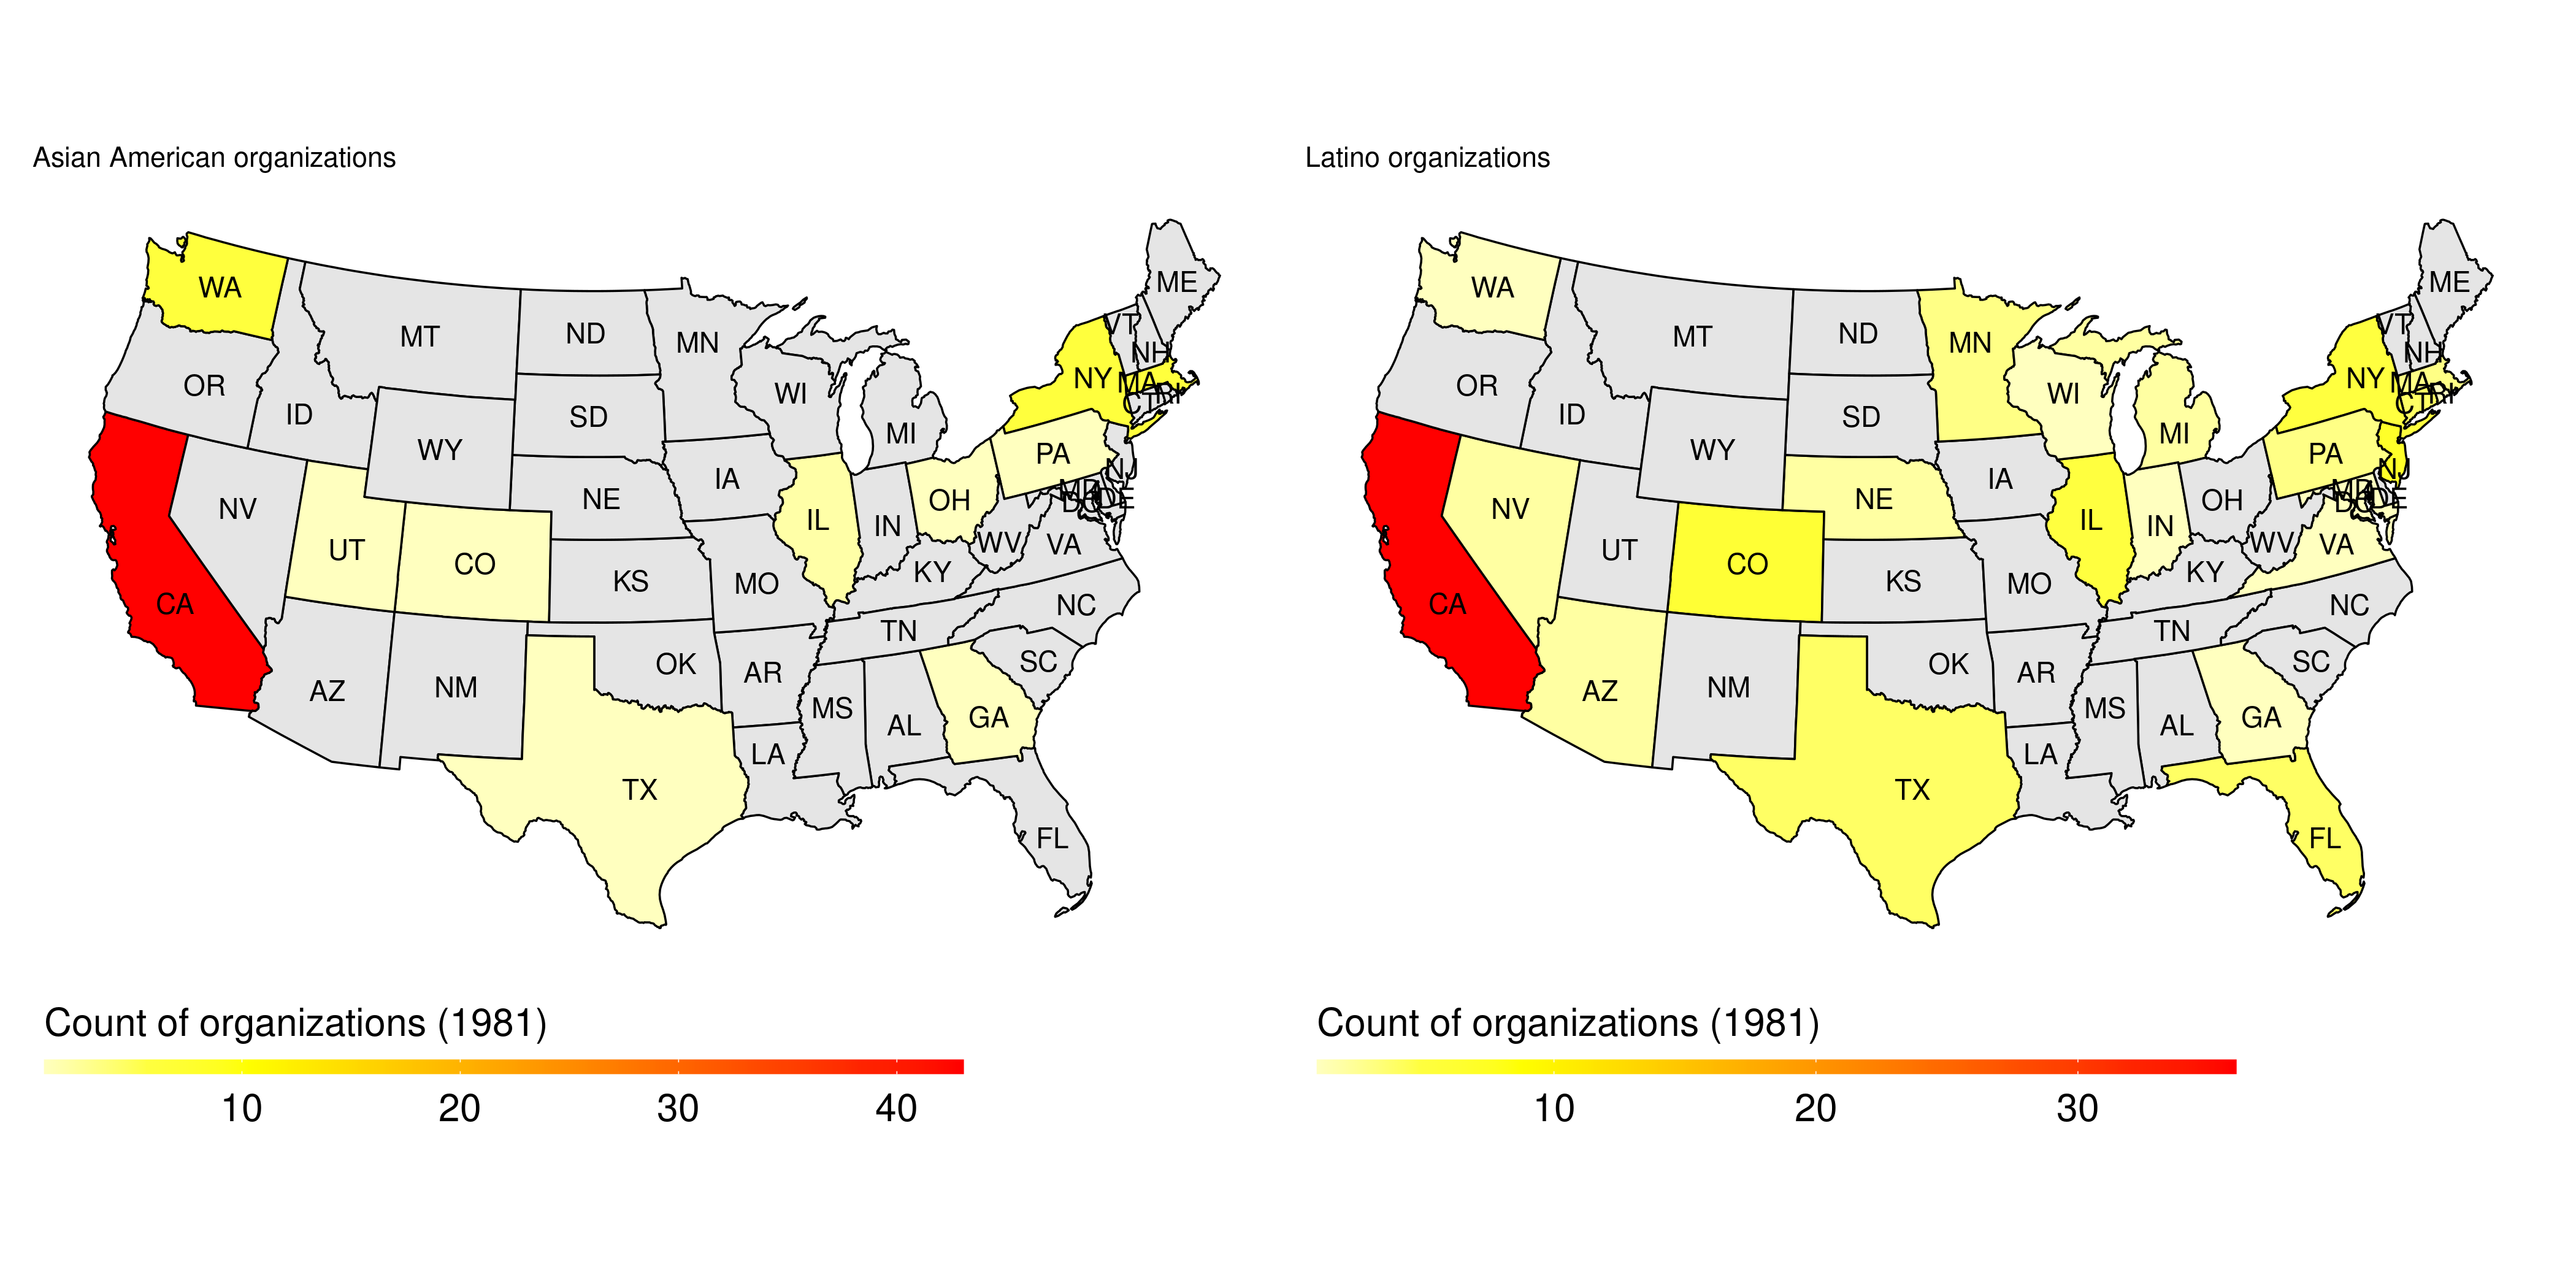 Asian American organizations
WA
MT
ND
MN
ME
VT
NH
OR
ID
SD
WI
NY
MA
RI
CT
WY
MI
PA
NJ
IA
NE
OH
MD
DE
DC
NV
IL
IN
UT
CO
WV
VA
KS
MO
KY
CA
NC
TN
OK
AR
SC
AZ
NM
MS
AL
GA
LA
TX
FL
Count of organizations (1981)
10 20 30 40
Latino organizations
WA
MT
ND
MN
ME
VT
NH
OR
ID
SD
WI
NY
MA
RI
CT
WY
MI
PA
NJ
IA
NE
OH
MD
DE
DC
NV
IL
IN
UT
CO
WV
VA
KS
MO
KY
CA
NC
TN
OK
AR
SC
AZ
NM
MS
AL
GA
LA
TX
FL
Count of organizations (1981)
10 20 30